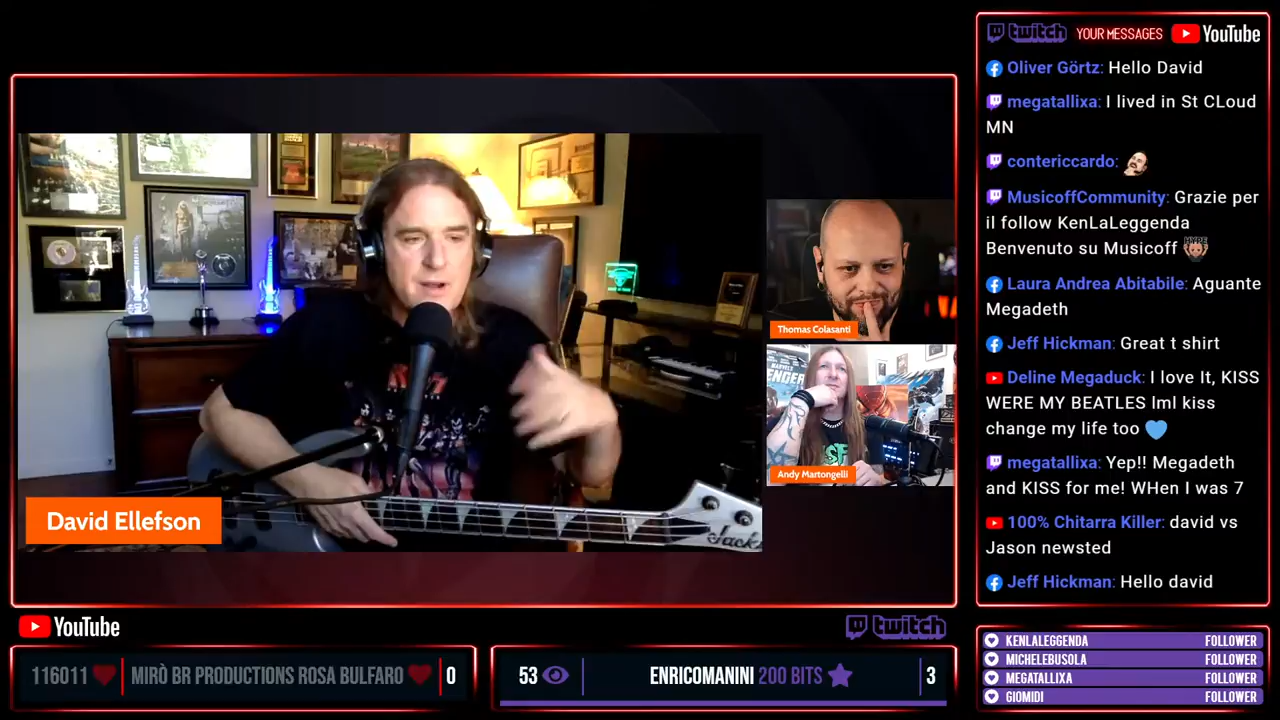 twitch YOUR MESSAGES YouTube
Oliver Görtz: Hello David
megatallixa: I lived in St CLoud
MN
contericcardo:
MusicoffCommunity: Grazie per
il follow KenLaLeggenda
Benvenuto su Musicoff
HYPE
Laura Andrea Abitabile: Aguante
Megadeth
Jeff Hickman: Great t shirt
Deline Megaduck: I love It, KISS
WERE MY BEATLES lml kiss
change my life too
megatallixa: Yep!! Megadeth
and KISS for me! WHen I was 7
100% Chitarra Killer: david vs
Jason newsted
Jeff Hickman: Hello david
Thomas Colasanti
Andy Martongelli
David Ellefson
KISS
YouTube
twitch
116011 MIRÒ BR PRODUCTIONS ROSA BULFARO 0
53 ENRICOMANINI 200 BITS 3
KENLALEGGENDA FOLLOWER
MICHELEBUSOLA FOLLOWER
MEGATALLIXA FOLLOWER
GIOMIDI FOLLOWER